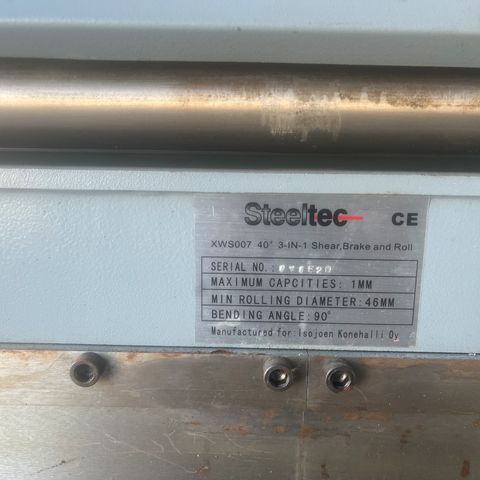 Steeltec CE
XWS007 40" 3-IN-1 Shear,Brake and Roll
SERIAL NO.:
MAXIMUM CAPCITIES: 1MM
MIN ROLLING DIAMETER:46MM
BENDING ANGLE:90°
Manufactured for:Isojoen Konehalli Oy